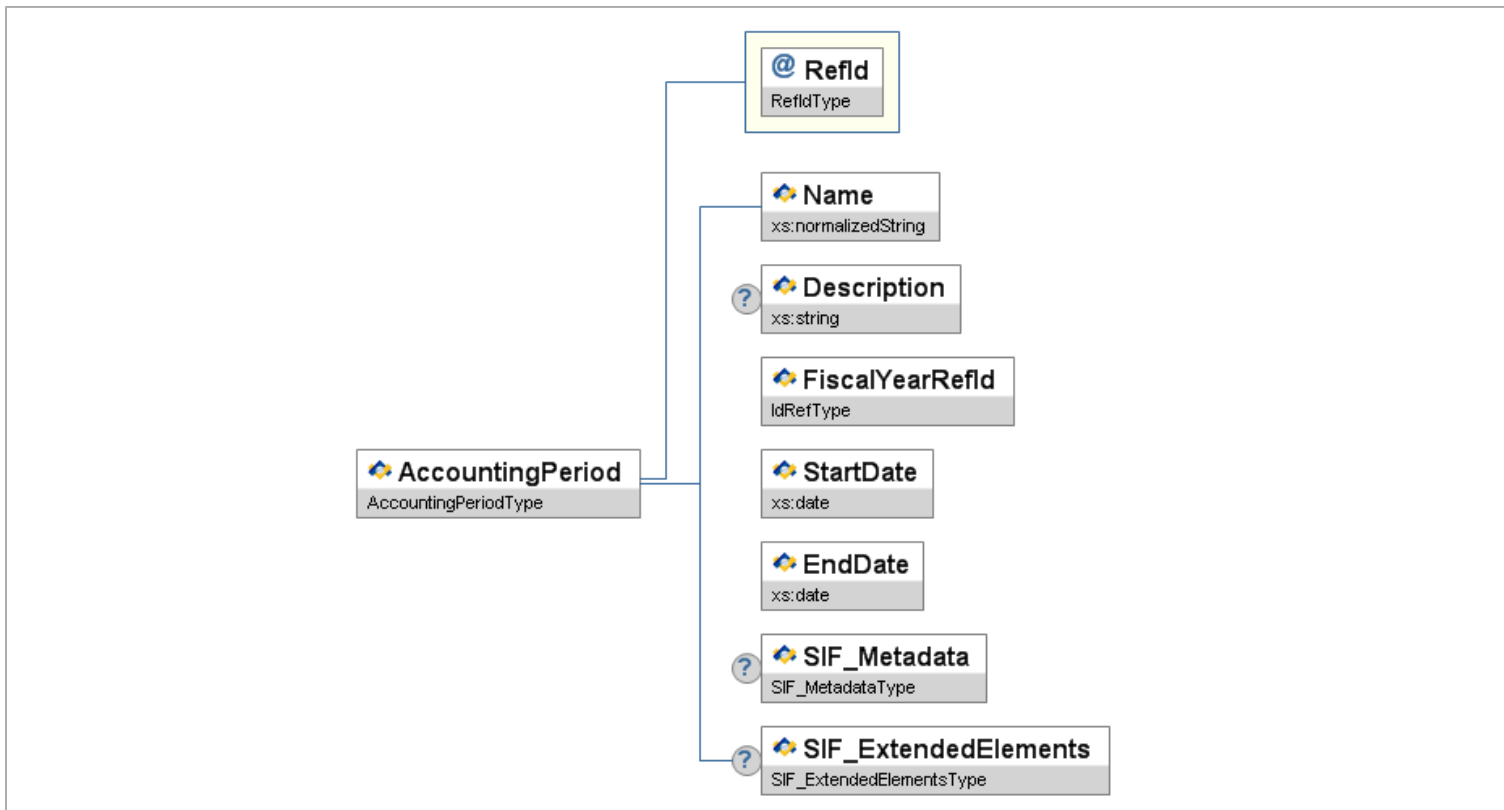 @ RefId
RefIdType
Name
xs:normalizedString
? Description
xs:string
FiscalYearRefId
IdRefType
AccountingPeriod
AccountingPeriodType
StartDate
xs:date
EndDate
xs:date
? SIF_Metadata
SIF_MetadataType
? SIF_ExtendedElements
SIF_ExtendedElementsType